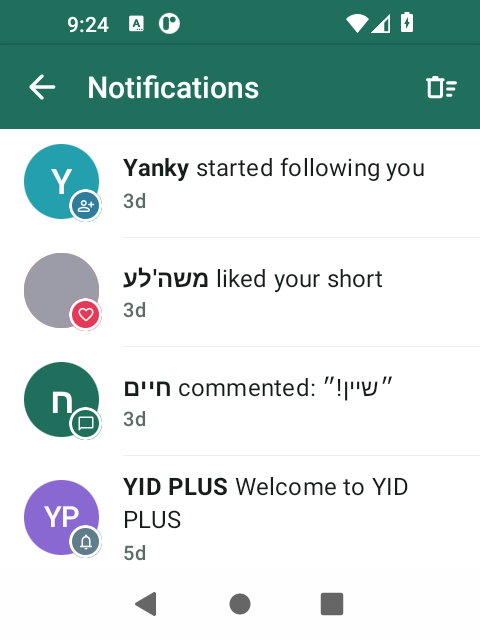 9:24
Notifications
Y
Yanky started following you
3d
משה'לע liked your short
3d
ח
חיים commented: ״שיין!״
3d
YP
YID PLUS Welcome to YID
PLUS
5d